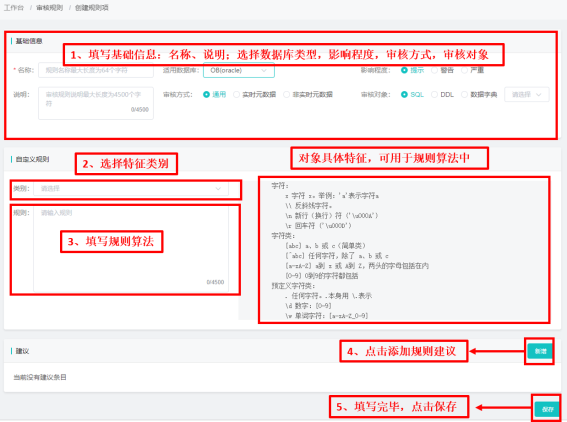 工作台 / 审核规则 / 创建规则项
基础信息
1、填写基础信息：名称、说明；选择数据库类型，影响程度，审核方式，审核对象
* 名称: 规则名称最大长度为64个字符 适用数据库: OB(oracle) 影响程度: 提示 警告 严重
说明: 审核规则说明最大长度为4500个字符 0/4500 审核方式: 通用 实时元数据 非实时元数据 审核对象: SQL DDL 数据字典 请选择
自定义规则
2、选择特征类别
对象具体特征，可用于规则算法中
类别: 请选择
规则: 请输入规则
3、填写规则算法
0/4500
字符:
x 字符 x。举例: 'a'表示字符a
\\ 反斜线字符。
\n 新行（换行）符 ('\u000A')
\r 回车符 ('\u000D')
字符类:
[abc] a、b 或 c（简单类）
[^abc] 任何字符，除了 a、b 或 c
[a-zA-Z] a到 z 或 A到 Z，两头的字母包括在内
[0-9] 0到9的字符都包括
预定义字符类:
. 任何字符。.本身用 \.表示
\d 数字: [0-9]
\w 单词字符: [a-zA-Z_0-9]
建议
4、点击添加规则建议
新增
当前没有建议条目
5、填写完毕，点击保存
保存